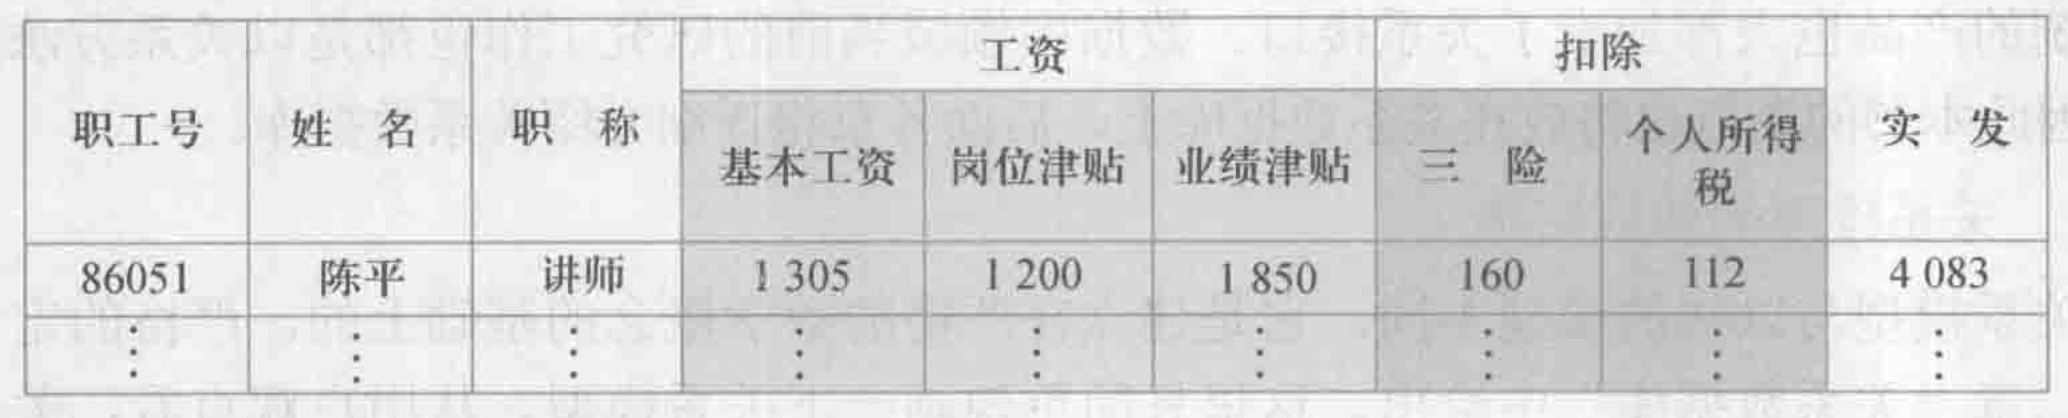 工资 扣除
职工号 姓 名 职 称 实 发
基本工资 岗位津贴 业绩津贴 三 险 个人所得
税
86051 陈平 讲师 1 305 1 200 1 850 160 112 4 083
⋮ ⋮ ⋮ ⋮ ⋮ ⋮ ⋮ ⋮ ⋮